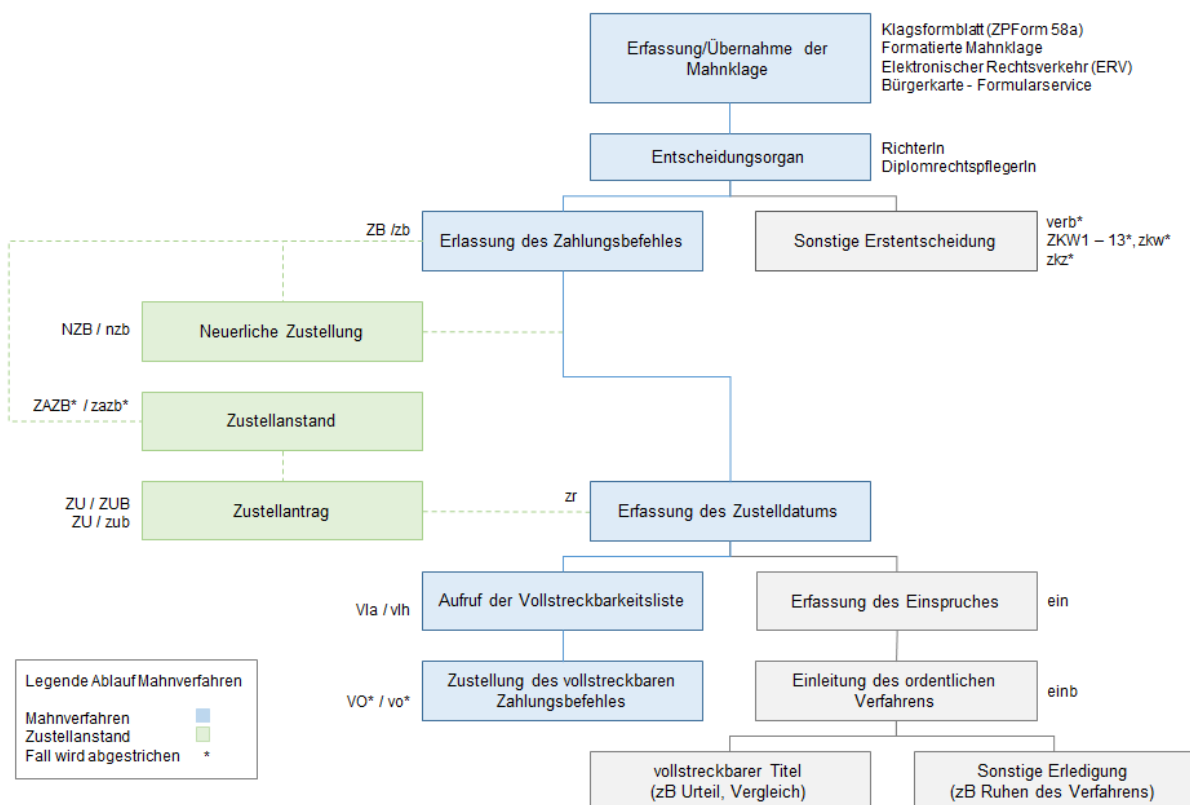 Erfassung/Übernahme der
Mahnklage
Klagsformblatt (ZPForm 58a)
Formatierte Mahnklage
Elektronischer Rechtsverkehr (ERV)
Bürgerkarte - Formularservice
Entscheidungsorgan
RichterIn
DiplomrechtspflegerIn
ZB /zb
Erlassung des Zahlungsbefehles
Sonstige Erstentscheidung
verb*
ZKW1 – 13*, zkw*
zkz*
NZB / nzb
Neuerliche Zustellung
ZAZB* / zazb*
Zustellanstand
ZU / ZUB
ZU / zub
Zustellantrag
zr
Erfassung des Zustelldatums
Vla / vlh
Aufruf der Vollstreckbarkeitsliste
Erfassung des Einspruches
ein
VO* / vo*
Zustellung des vollstreckbaren
Zahlungsbefehles
Einleitung des ordentlichen
Verfahrens
einb
Legende Ablauf Mahnverfahren
Mahnverfahren
Zustellanstand
Fall wird abgestrichen *
vollstreckbarer Titel
(zB Urteil, Vergleich)
Sonstige Erledigung
(zB Ruhen des Verfahrens)